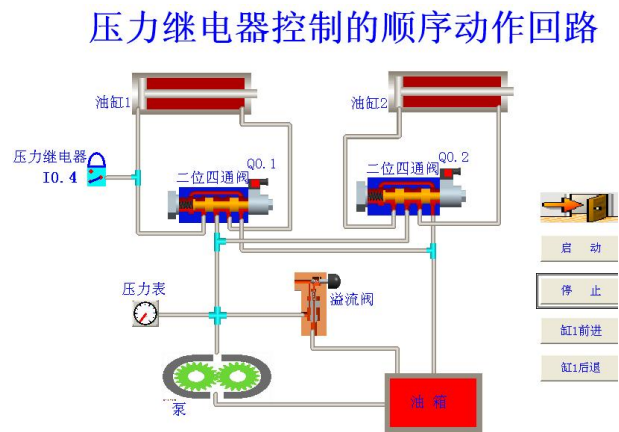 压力继电器控制的顺序动作回路
油缸1
油缸2
压力继电器
I0.4
二位四通阀
Q0.1
二位四通阀
Q0.2
启 动
压力表
溢流阀
停 止
缸1前进
缸1后退
泵
油 箱